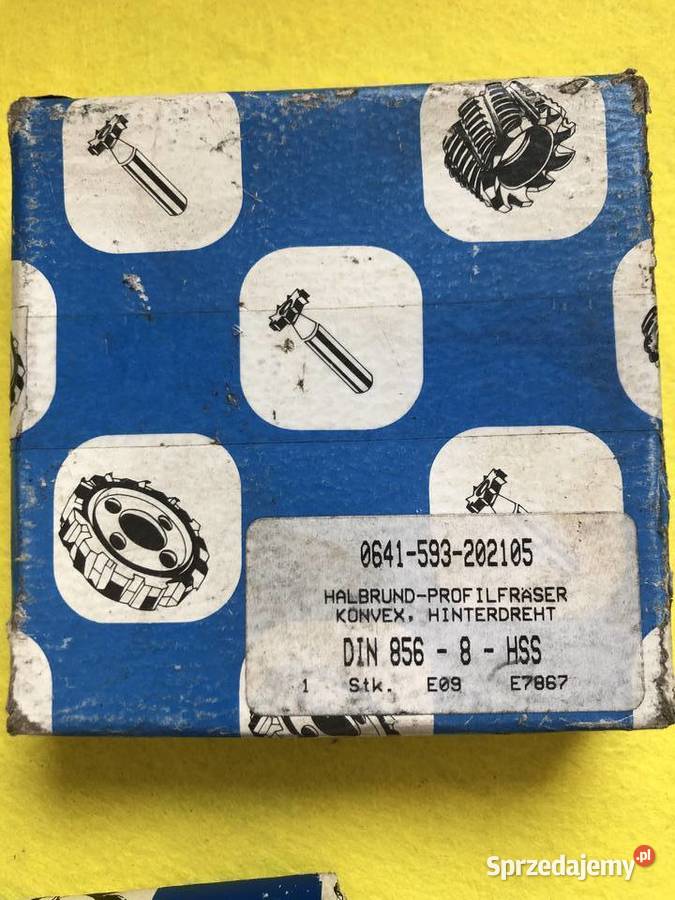 0641-593-202105
HALBRUND-PROFILFRÄSER
KONVEX, HINTERDREHT
DIN 856 - 8 - HSS
1 Stk. E09 E7867
Sprzedajemy.pl